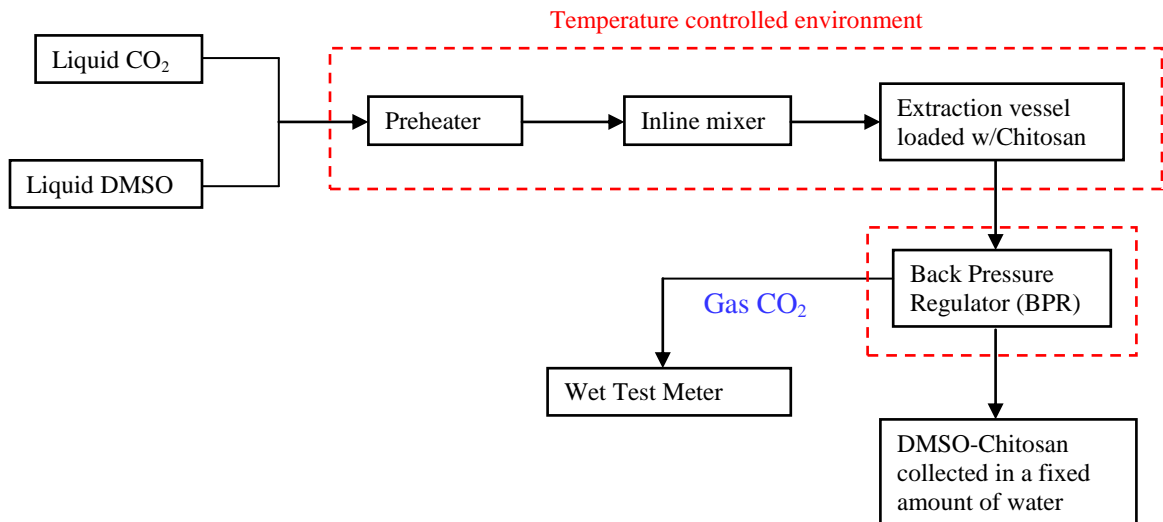 Temperature controlled environment
Liquid CO₂
Preheater
Inline mixer
Extraction vessel
loaded w/Chitosan
Liquid DMSO
Back Pressure
Regulator (BPR)
Gas CO₂
Wet Test Meter
DMSO-Chitosan
collected in a fixed
amount of water